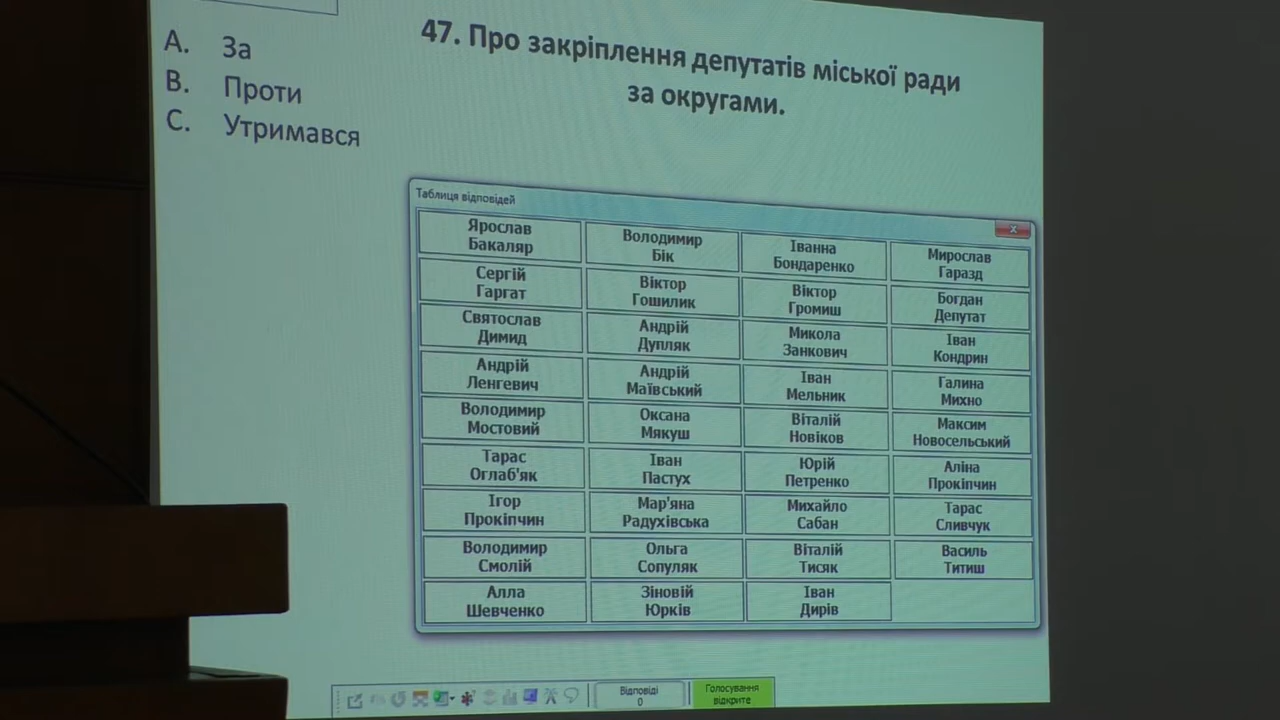 47. Про закріплення депутатів міської ради
за округами.
A. За
B. Проти
C. Утримався
Таблиця відповідей
Ярослав Бакаляр
Володимир Бік
Іванна Бондаренко
Мирослав Гаразд
Сергій Гаргат
Віктор Гошилик
Віктор Громиш
Богдан Депутат
Святослав Димид
Андрій Дупляк
Микола Занкович
Іван Кондрин
Андрій Ленгевич
Андрій Маївський
Іван Мельник
Галина Михно
Володимир Мостовий
Оксана Мякуш
Віталій Новіков
Максим Новосельський
Тарас Оглаб'як
Іван Пастух
Юрій Петренко
Аліна Прокіпчин
Ігор Прокіпчин
Мар'яна Радухівська
Михайло Сабан
Тарас Сливчук
Володимир Смолій
Ольга Сопуляк
Віталій Тисяк
Василь Титиш
Алла Шевченко
Зіновій Юрків
Іван Дирів
Відповіді
0
Голосування
відкрите